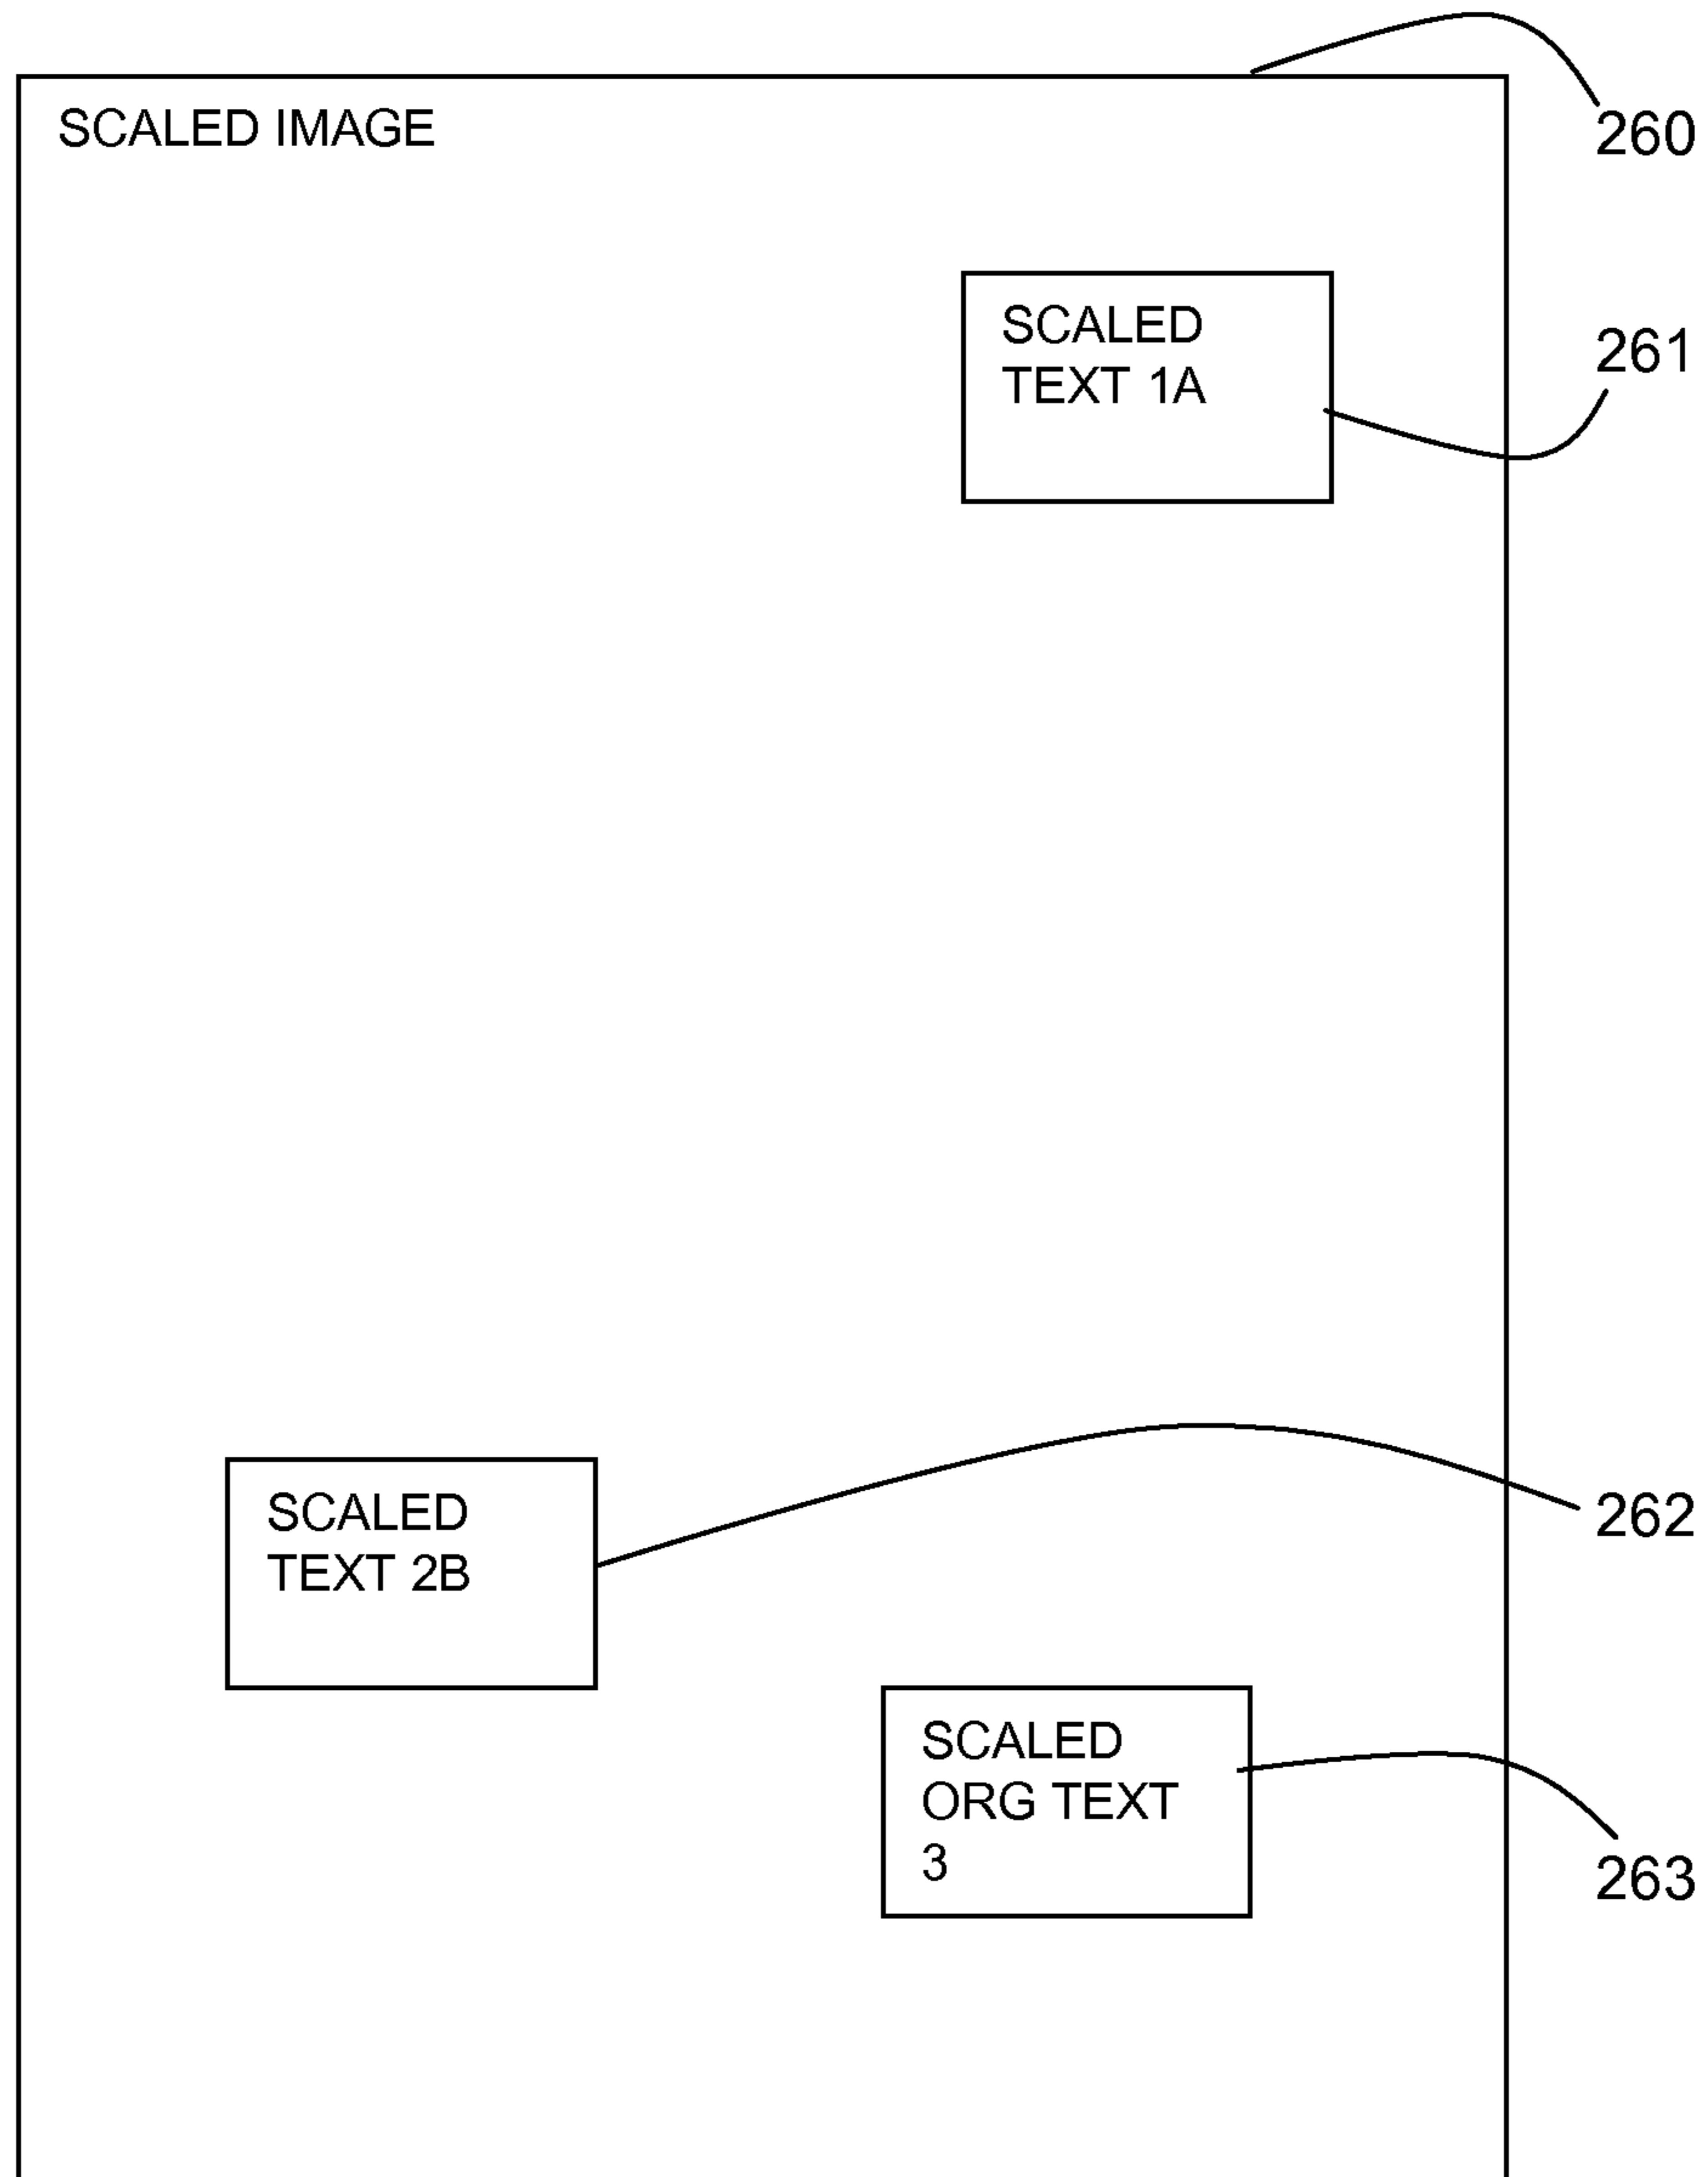 SCALED IMAGE
260
SCALED
TEXT 1A
261
SCALED
TEXT 2B
262
SCALED
ORG TEXT
3
263